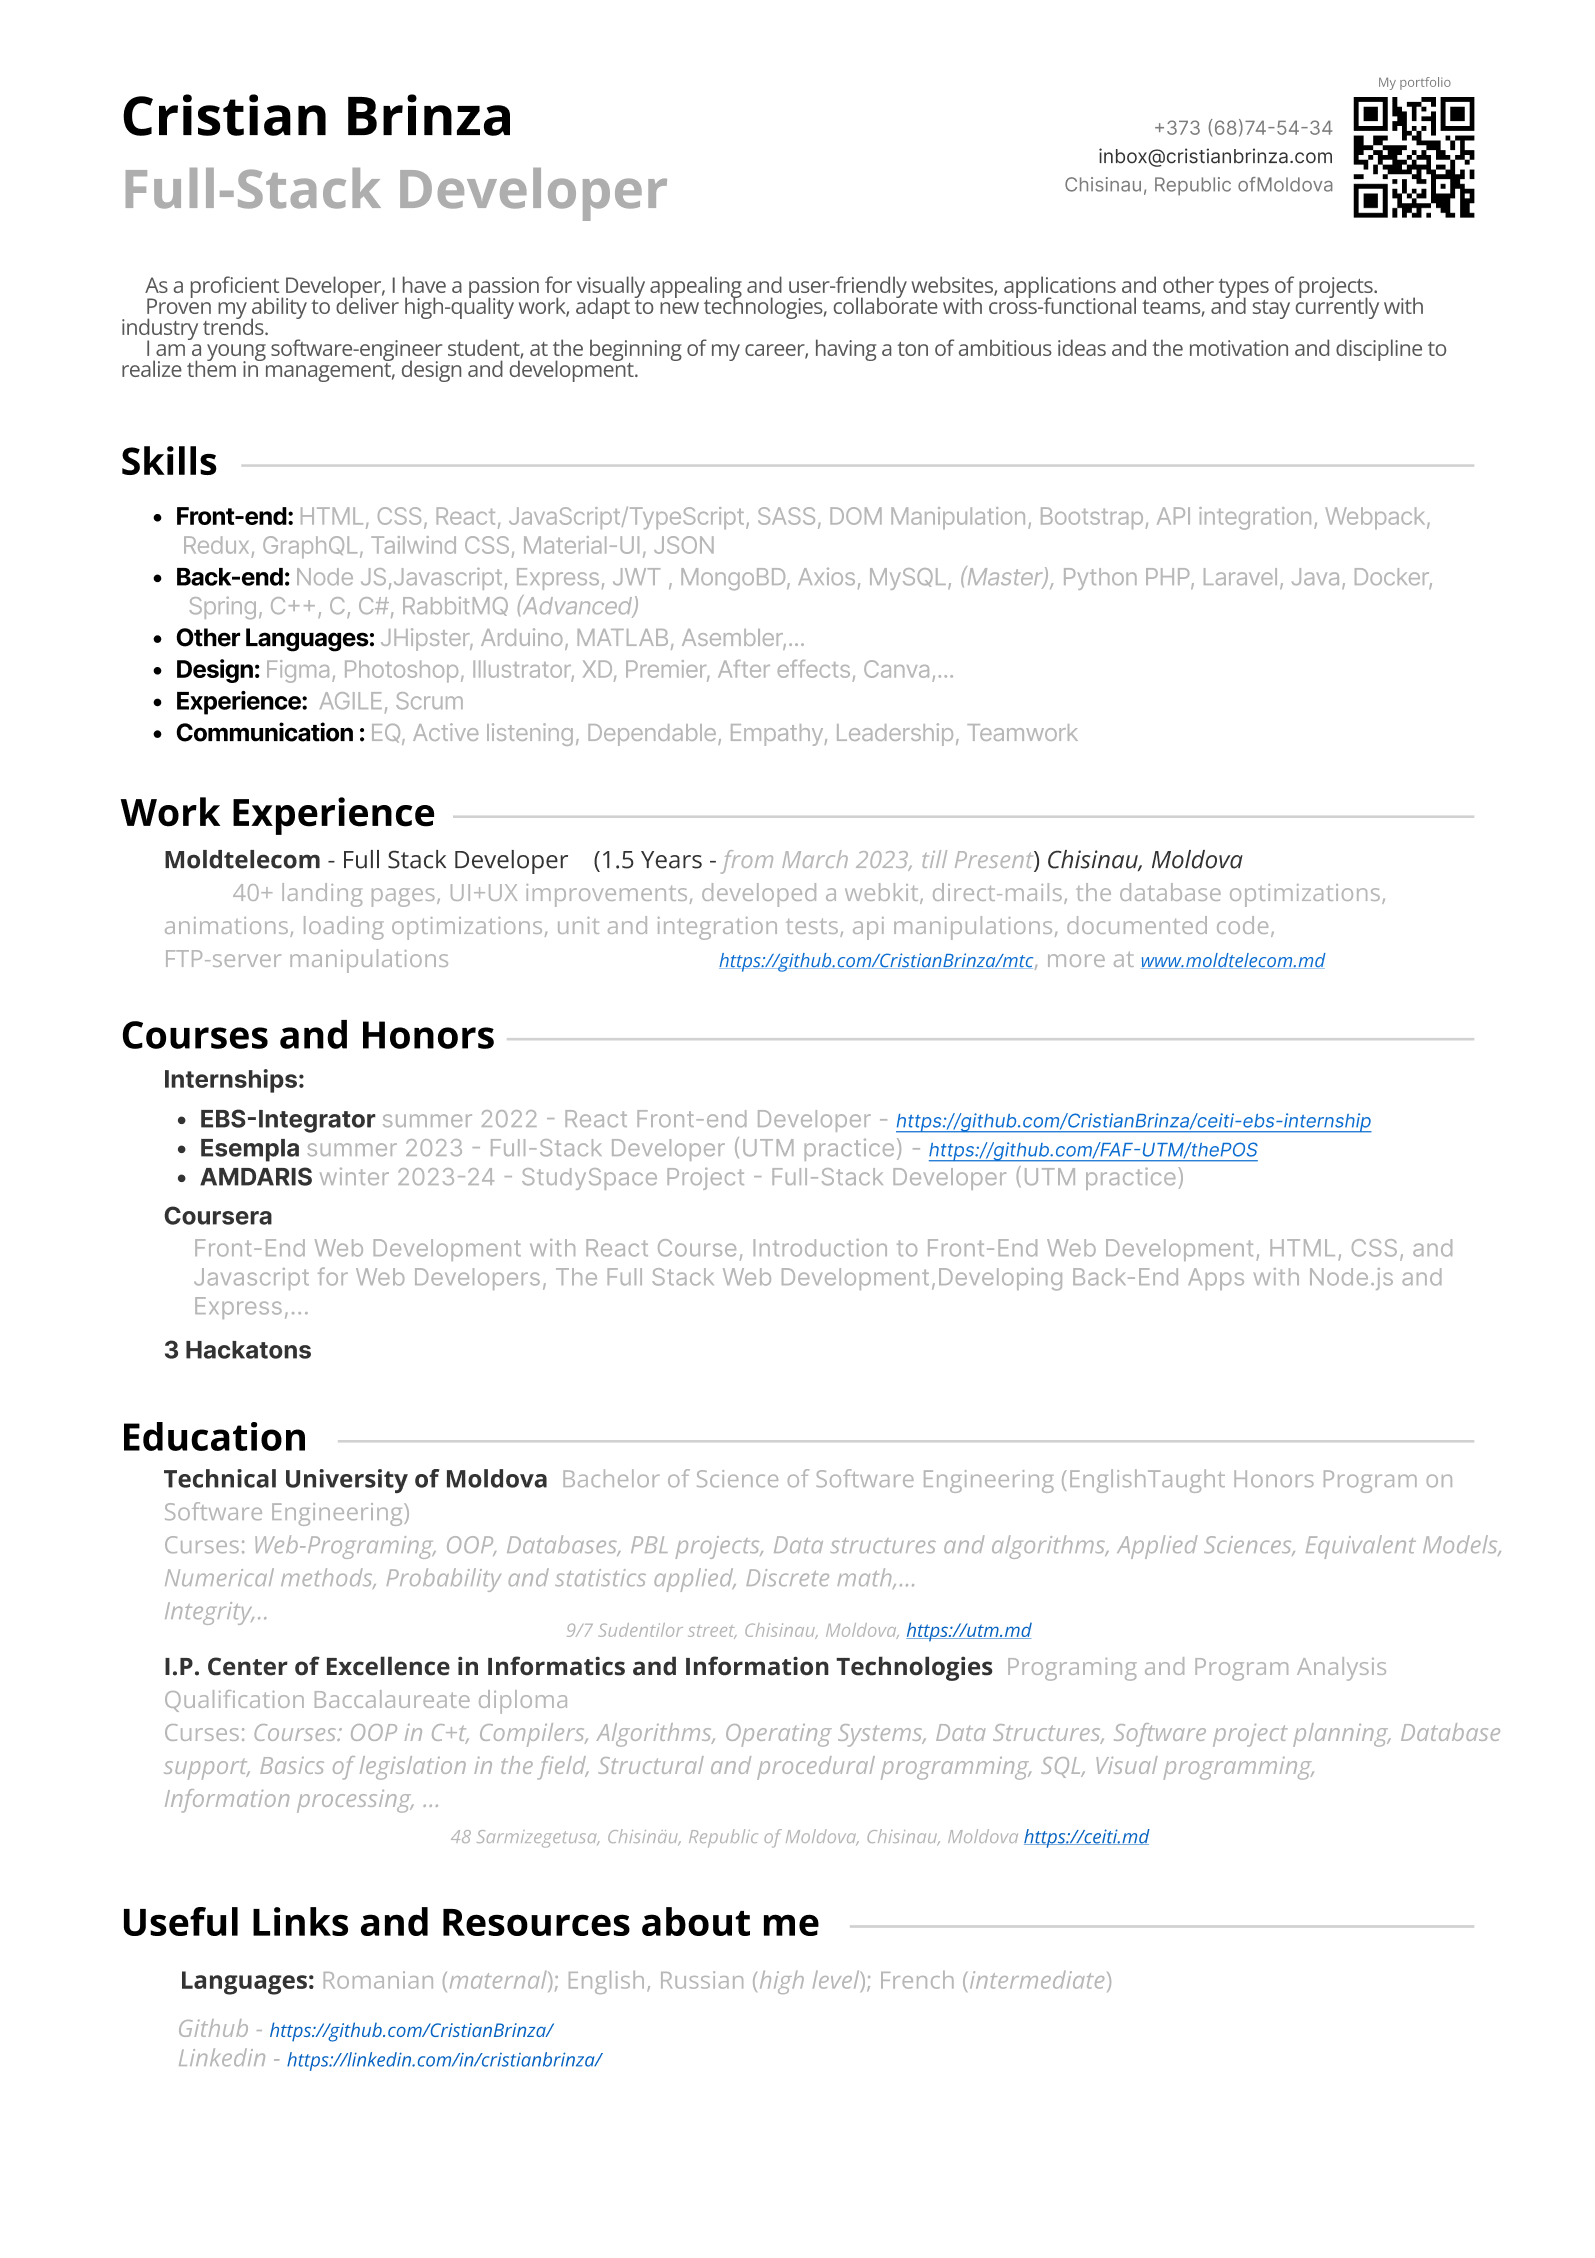 Cristian Brinza
Full-Stack Developer
My portfolio
+373 (68)74-54-34
inbox@cristianbrinza.com
Chisinau, Republic ofMoldova
As a proficient Developer, I have a passion for visually appealing and user-friendly websites, applications and other types of projects.
Proven my ability to deliver high-quality work, adapt to new technologies, collaborate with cross-functional teams, and stay currently with
industry trends.
I am a young software-engineer student, at the beginning of my career, having a ton of ambitious ideas and the motivation and discipline to
realize them in management, design and development.
Skills
• Front-end: HTML, CSS, React, JavaScript/TypeScript, SASS, DOM Manipulation, Bootstrap, API integration, Webpack,
Redux, GraphQL, Tailwind CSS, Material-UI, JSON
• Back-end: Node JS,Javascript, Express, JWT , MongoBD, Axios, MySQL, (Master), Python PHP, Laravel, Java, Docker,
Spring, C++, C, C#, RabbitMQ (Advanced)
• Other Languages: JHipster, Arduino, MATLAB, Asembler,...
• Design: Figma, Photoshop, Illustrator, XD, Premier, After effects, Canva,...
• Experience: AGILE, Scrum
• Communication : EQ, Active listening, Dependable, Empathy, Leadership, Teamwork
Work Experience
Moldtelecom - Full Stack Developer (1.5 Years - from March 2023, till Present) Chisinau, Moldova
40+ landing pages, UI+UX improvements, developed a webkit, direct-mails, the database optimizations,
animations, loading optimizations, unit and integration tests, api manipulations, documented code,
FTP-server manipulations https://github.com/CristianBrinza/mtc, more at www.moldtelecom.md
Courses and Honors
Internships:
• EBS-Integrator summer 2022 - React Front-end Developer - https://github.com/CristianBrinza/ceiti-ebs-internship
• Esempla summer 2023 - Full-Stack Developer (UTM practice) - https://github.com/FAF-UTM/thePOS
• AMDARIS winter 2023-24 - StudySpace Project - Full-Stack Developer (UTM practice)
Coursera
Front-End Web Development with React Course, Introduction to Front-End Web Development, HTML, CSS, and
Javascript for Web Developers, The Full Stack Web Development,Developing Back-End Apps with Node.js and
Express,...
3 Hackatons
Education
Technical University of Moldova Bachelor of Science of Software Engineering (EnglishTaught Honors Program on
Software Engineering)
Curses: Web-Programing, OOP, Databases, PBL projects, Data structures and algorithms, Applied Sciences, Equivalent Models,
Numerical methods, Probability and statistics applied, Discrete math,...
Integrity,..
9/7 Sudentilor street, Chisinau, Moldova, https://utm.md
I.P. Center of Excellence in Informatics and Information Technologies Programing and Program Analysis
Qualification Baccalaureate diploma
Curses: Courses: OOP in C+t, Compilers, Algorithms, Operating Systems, Data Structures, Software project planning, Database
support, Basics of legislation in the field, Structural and procedural programming, SQL, Visual programming,
Information processing, ...
48 Sarmizegetusa, Chisinău, Republic of Moldova, Chisinau, Moldova https://ceiti.md
Useful Links and Resources about me
Languages: Romanian (maternal); English, Russian (high level); French (intermediate)
Github - https://github.com/CristianBrinza/
Linkedin - https://linkedin.com/in/cristianbrinza/